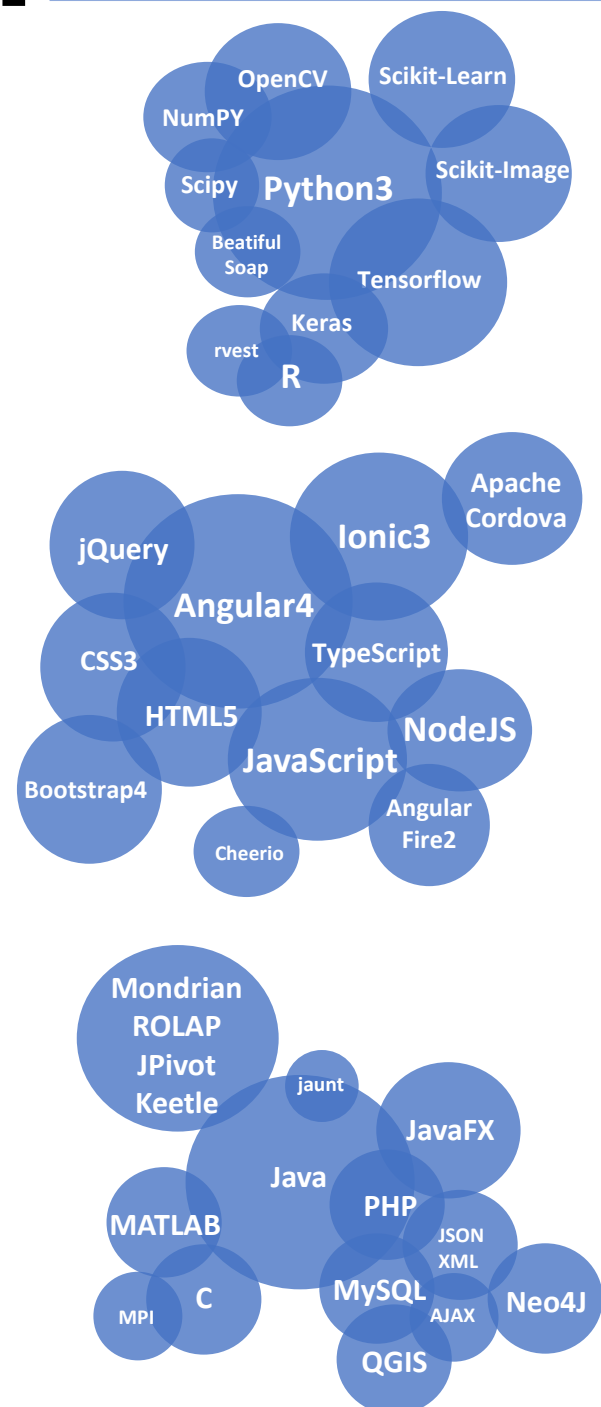 OpenCV
Scikit-Learn
NumPY
Scikit-Image
Scipy
Python3
Beatiful
Soap
Tensorflow
Keras
rvest
R
Apache
Cordova
Ionic3
jQuery
Angular4
TypeScript
CSS3
HTML5
NodeJS
JavaScript
Bootstrap4
Angular
Fire2
Cheerio
Mondrian
ROLAP
JPivot
Keetle
jaunt
JavaFX
Java
PHP
MATLAB
JSON
XML
MySQL
C
Neo4J
MPI
AJAX
QGIS